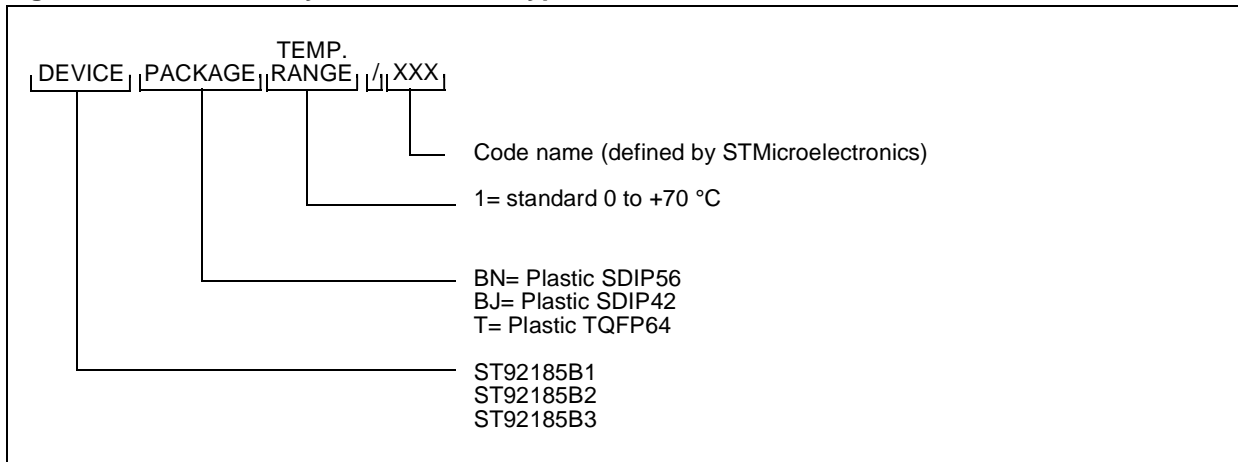 TEMP.
DEVICE PACKAGE RANGE / XXX
Code name (defined by STMicroelectronics)
1= standard 0 to +70 °C
BN= Plastic SDIP56
BJ= Plastic SDIP42
T= Plastic TQFP64
ST92185B1
ST92185B2
ST92185B3